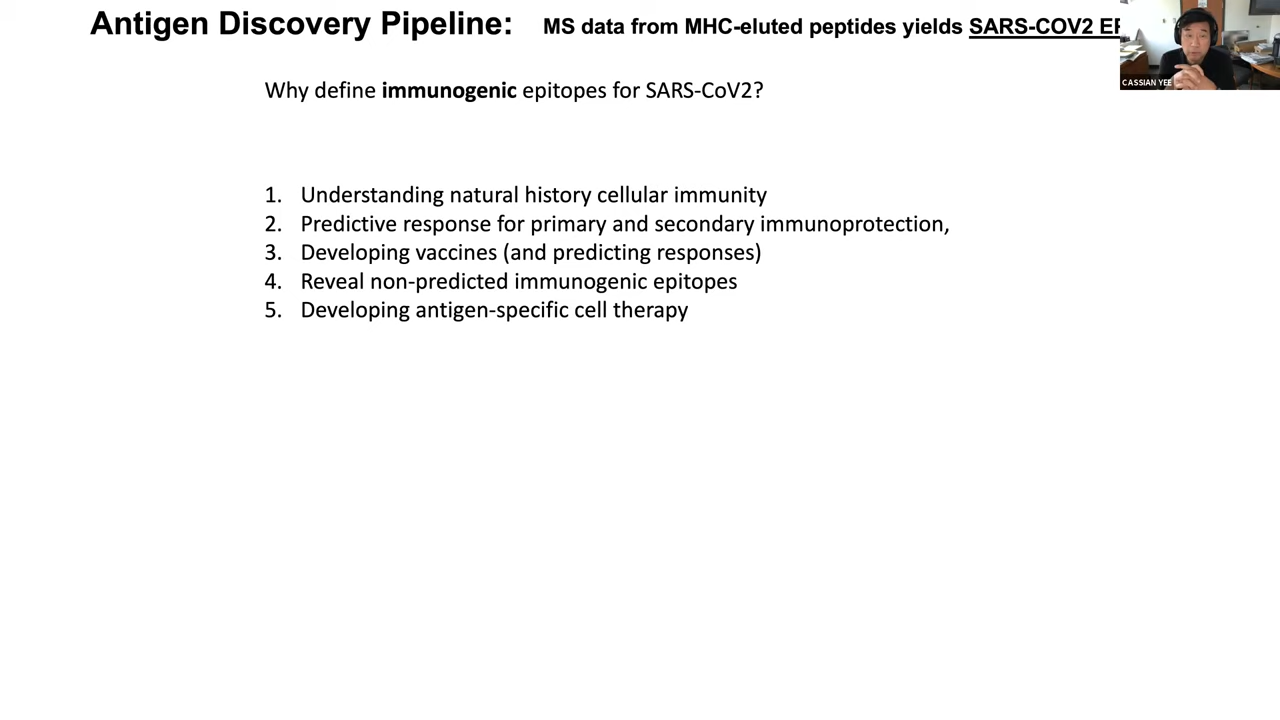 Antigen Discovery Pipeline: MS data from MHC-eluted peptides yields SARS-COV2
CASSIAN YEE
Why define immunogenic epitopes for SARS-CoV2?
1. Understanding natural history cellular immunity
2. Predictive response for primary and secondary immunoprotection,
3. Developing vaccines (and predicting responses)
4. Reveal non-predicted immunogenic epitopes
5. Developing antigen-specific cell therapy